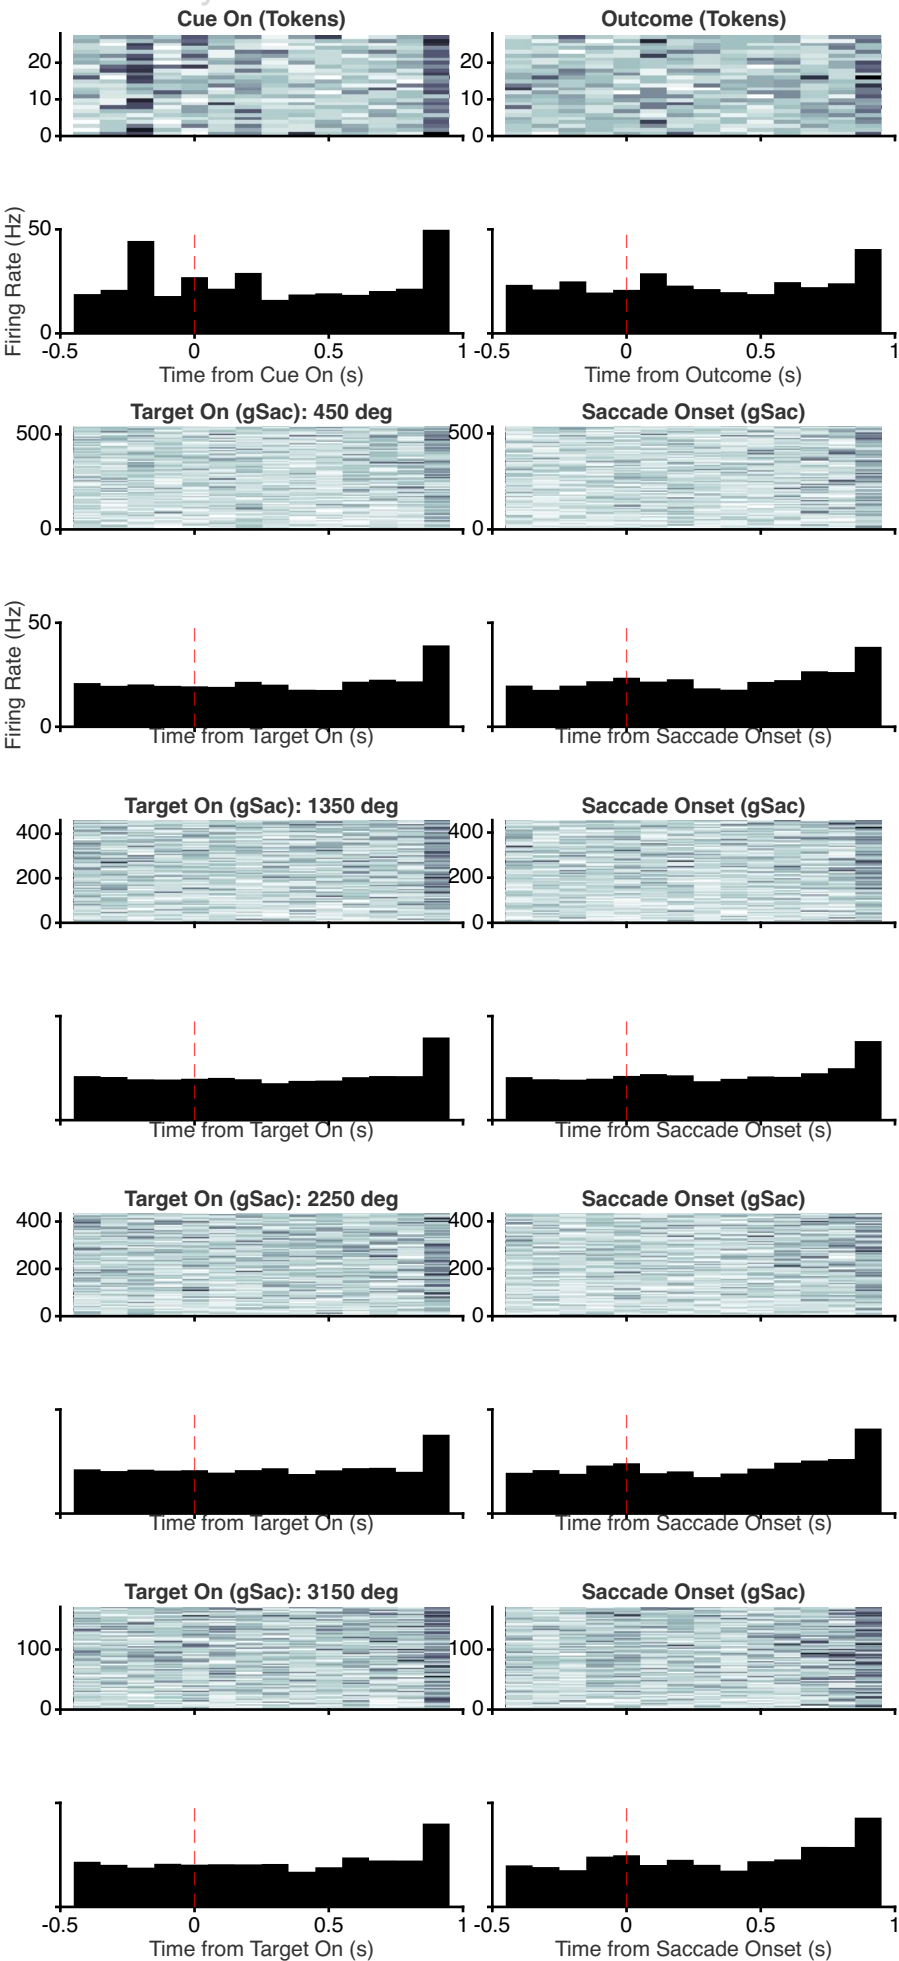 Cue On (Tokens) Outcome (Tokens)
20 20
10 10
0 0
Firing Rate (Hz)
50
0
-0.5 0 0.5 1 -0.5 0 0.5 1
Time from Cue On (s) Time from Outcome (s)
Target On (gSac): 450 deg Saccade Onset (gSac)
500 500
0 0
Firing Rate (Hz)
50
0
Time from Target On (s) Time from Saccade Onset (s)
Target On (gSac): 1350 deg Saccade Onset (gSac)
400 400
200 200
0 0
Time from Target On (s) Time from Saccade Onset (s)
Target On (gSac): 2250 deg Saccade Onset (gSac)
400 400
200 200
0 0
Time from Target On (s) Time from Saccade Onset (s)
Target On (gSac): 3150 deg Saccade Onset (gSac)
100 100
0 0
-0.5 0 0.5 1 -0.5 0 0.5 1
Time from Target On (s) Time from Saccade Onset (s)